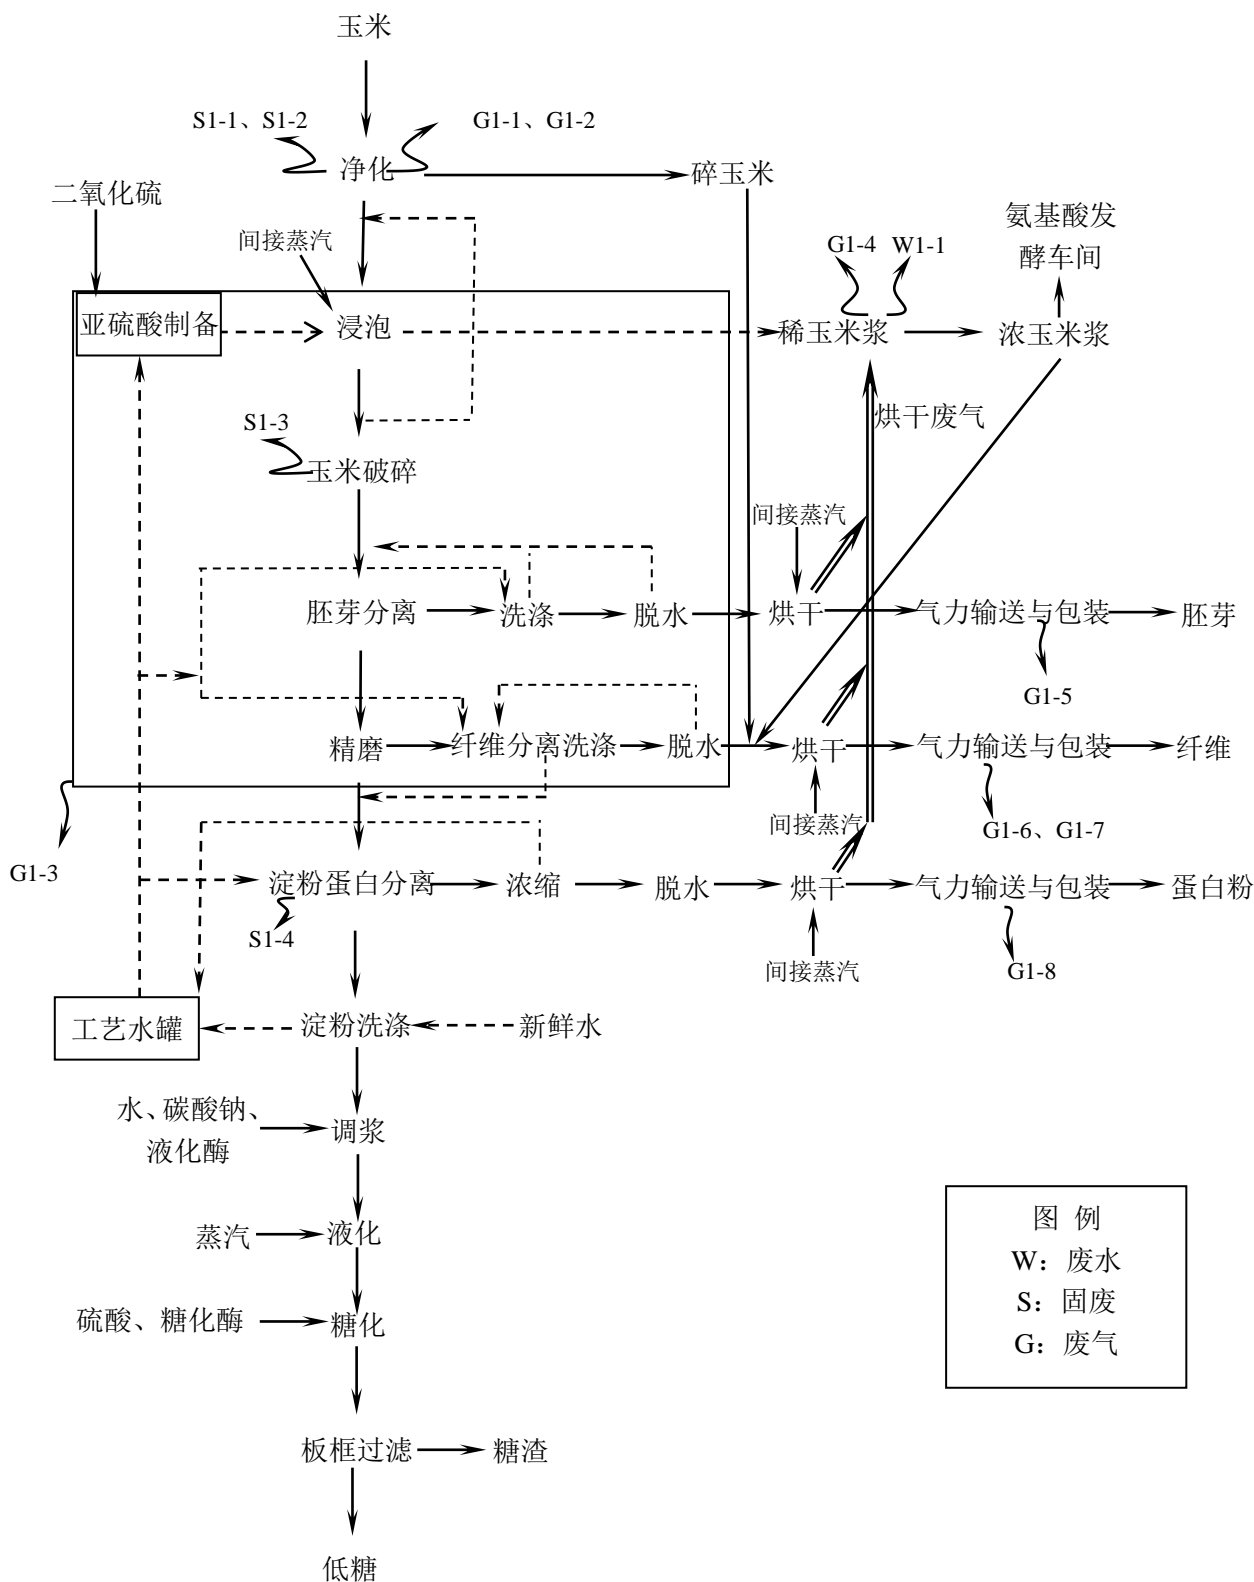 玉米
S1-1、S1-2
G1-1、G1-2
净化
碎玉米
二氧化硫
间接蒸汽
G1-4
W1-1
氨基酸发
酵车间
亚硫酸制备
浸泡
稀玉米浆
浓玉米浆
S1-3
烘干废气
玉米破碎
间接蒸汽
胚芽分离
洗涤
脱水
烘干
气力输送与包装
胚芽
G1-5
精磨
纤维分离洗涤
脱水
烘干
气力输送与包装
纤维
间接蒸汽
G1-6、G1-7
G1-3
淀粉蛋白分离
浓缩
脱水
烘干
气力输送与包装
蛋白粉
S1-4
间接蒸汽
G1-8
工艺水罐
淀粉洗涤
新鲜水
水、碳酸钠、
液化酶
调浆
蒸汽
液化
硫酸、糖化酶
糖化
板框过滤
糖渣
低糖
图 例
W：废水
S：固废
G：废气